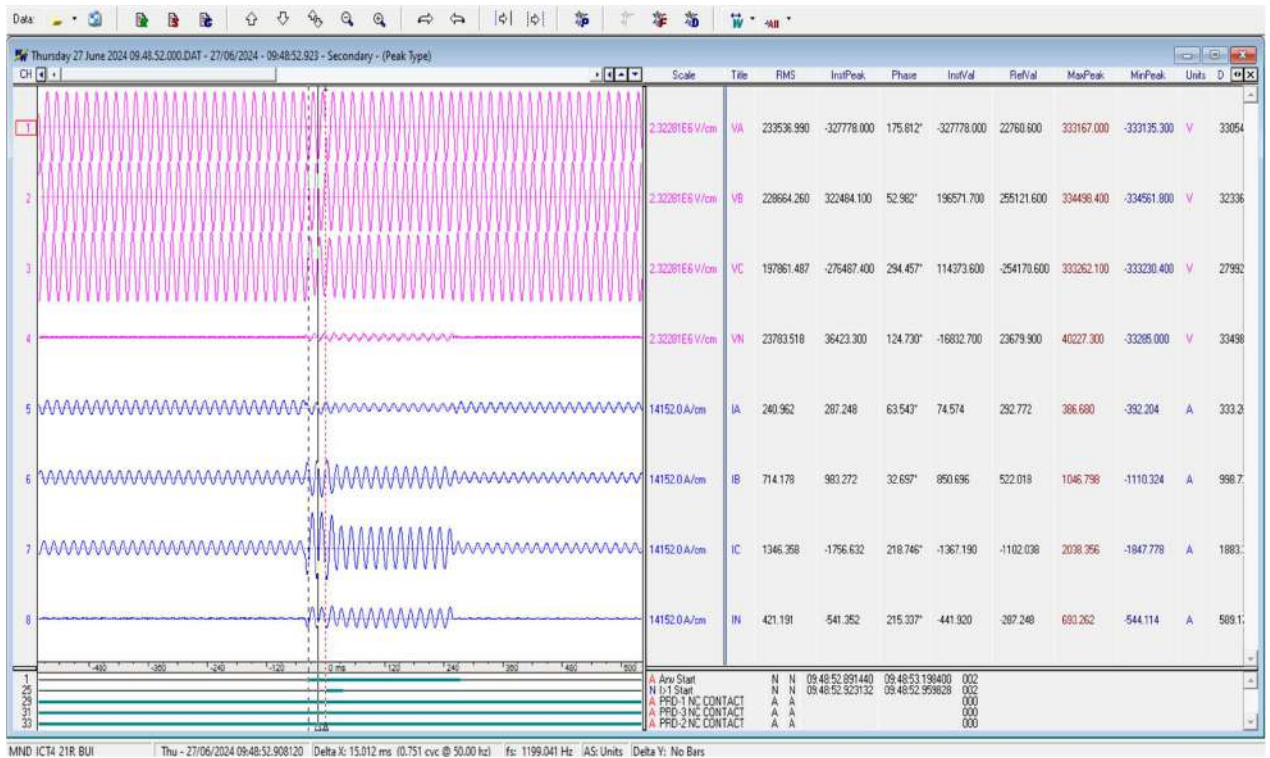 Data:
Thursday 27 June 2024 09.48.52.000.DAT - 27/06/2024 - 09:48:52.923 - Secondary - (Peak Type)
CH Scale Title RMS InstPeak Phase InstVal RefVal MaxPeak MinPeak Units D
1 2.32281E6 V/cm VA 233536.990 -327778.000 175.812° -327778.000 22760.600 333167.000 -333135.300 V 33054
2 2.32281E6 V/cm VB 228664.260 322484.100 52.982° 196571.700 255121.600 334498.400 -334561.800 V 32336
3 2.32281E6 V/cm VC 197861.487 -276487.400 294.457° 114373.600 -254170.600 333262.100 -333230.400 V 27992
4 2.32281E6 V/cm VN 23783.518 36423.300 124.730° -16832.700 23679.900 40227.300 -33285.000 V 33498
5 14152.0 A/cm IA 240.962 287.248 63.543° 74.574 292.772 386.680 -392.204 A 333.2
6 14152.0 A/cm IB 714.178 983.272 32.697° 850.696 522.018 1046.798 -1110.324 A 998.7
7 14152.0 A/cm IC 1346.358 -1756.632 218.746° -1367.190 -1102.038 2038.356 -1847.778 A 1883.
8 14152.0 A/cm IN 421.191 -541.352 215.337° -441.920 -287.248 693.262 -544.114 A 589.1
-480 -360 -240 -120 0 ms 120 240 360 480 600
1 A Any Start N N 09:48:52.891440 09:48:53.198400 002
25 N I>1 Start N N 09:48:52.923132 09:48:52.959828 002
29 A PRD-1 NC CONTACT A A 000
31 A PRD-3 NC CONTACT A A 000
33 A PRD-2 NC CONTACT A A 000
MND ICT4 21R BUI Thu - 27/06/2024 09:48:52.908120 Delta X: 15.012 ms (0.751 cyc @ 50.00 hz) fs: 1199.041 Hz AS: Units Delta Y: No Bars